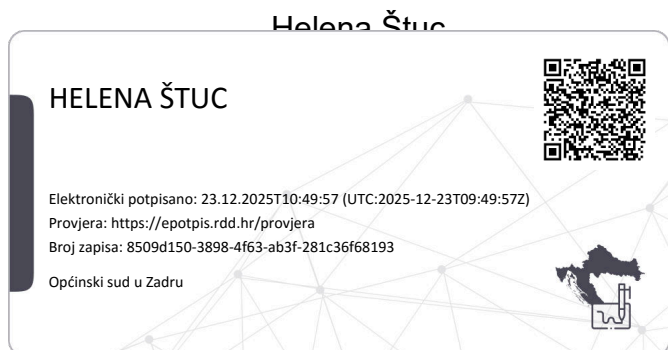 Helena Štuc
HELENA ŠTUC
Elektronički potpisano: 23.12.2025T10:49:57 (UTC:2025-12-23T09:49:57Z)
Provjera: https://epotpis.rdd.hr/provjera
Broj zapisa: 8509d150-3898-4f63-ab3f-281c36f68193
Općinski sud u Zadru